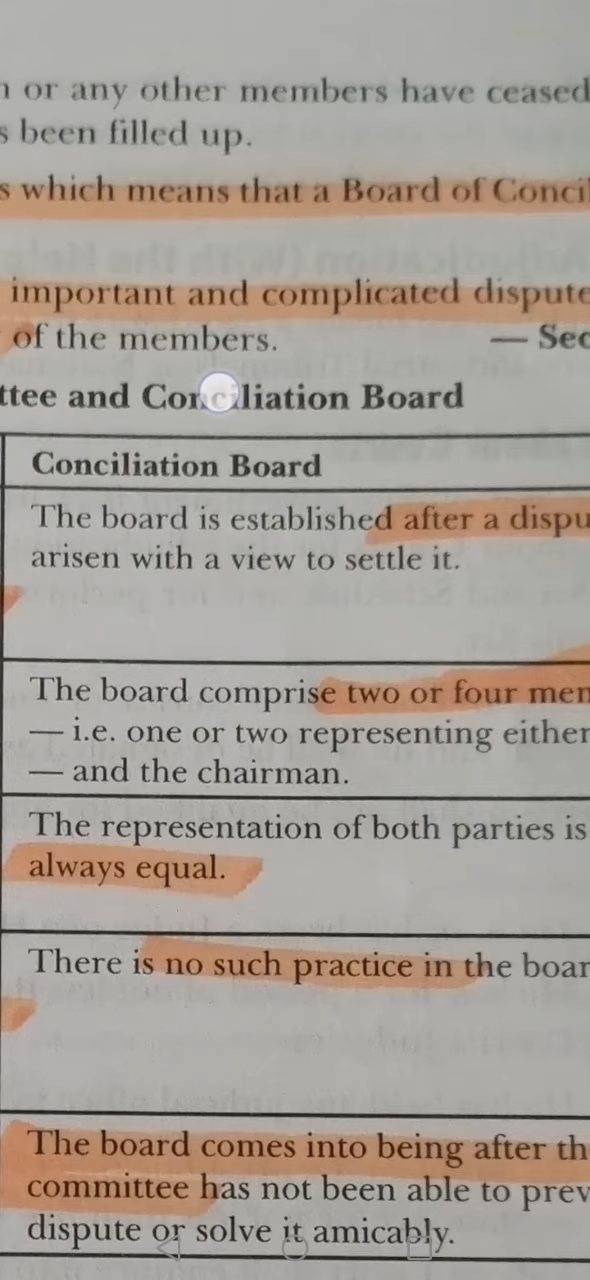 or any other members have ceased
been filled up.
which means that a Board of
important and complicated dispute
of the members. —
and Conciliation Board
Conciliation Board
The board is established after a
arisen with a view to settle it.
The board comprise two or four
— i.e. one or two representing
— and the chairman.
The representation of both parties is
always equal.
There is no such practice in the
The board comes into being after
committee has not been able to
dispute or solve it amicably.